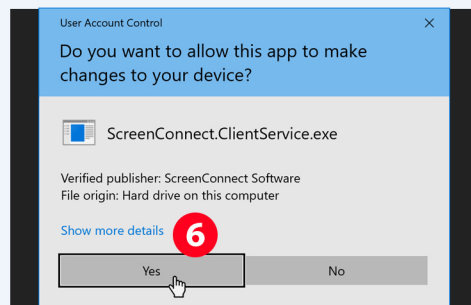 User Account Control
Do you want to allow this app to make
changes to your device?
ScreenConnect.ClientService.exe
Verified publisher: ScreenConnect Software
File origin: Hard drive on this computer
Show more details
6
Yes
No